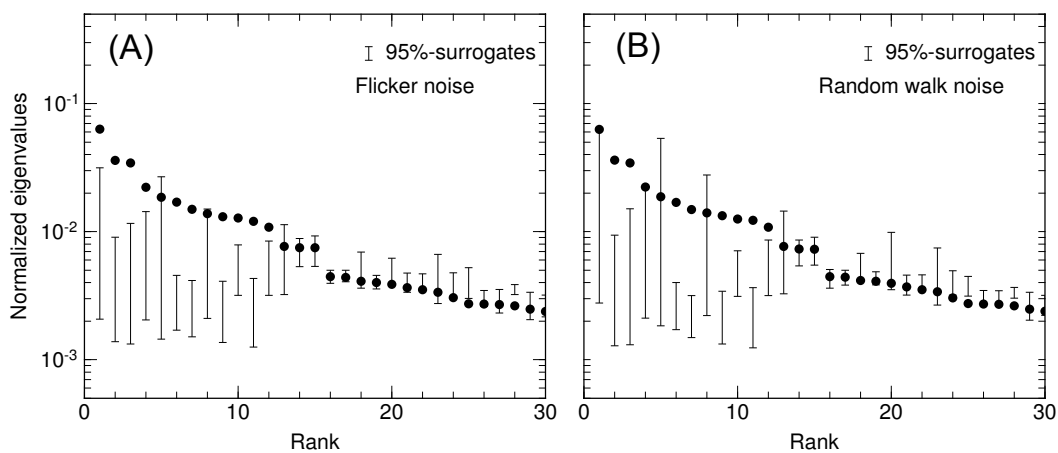 (A)
95%-surrogates
Flicker noise
Normalized eigenvalues
10-1
10-2
10-3
0 10 20 30
Rank
(B)
95%-surrogates
Random walk noise
0 10 20 30
Rank